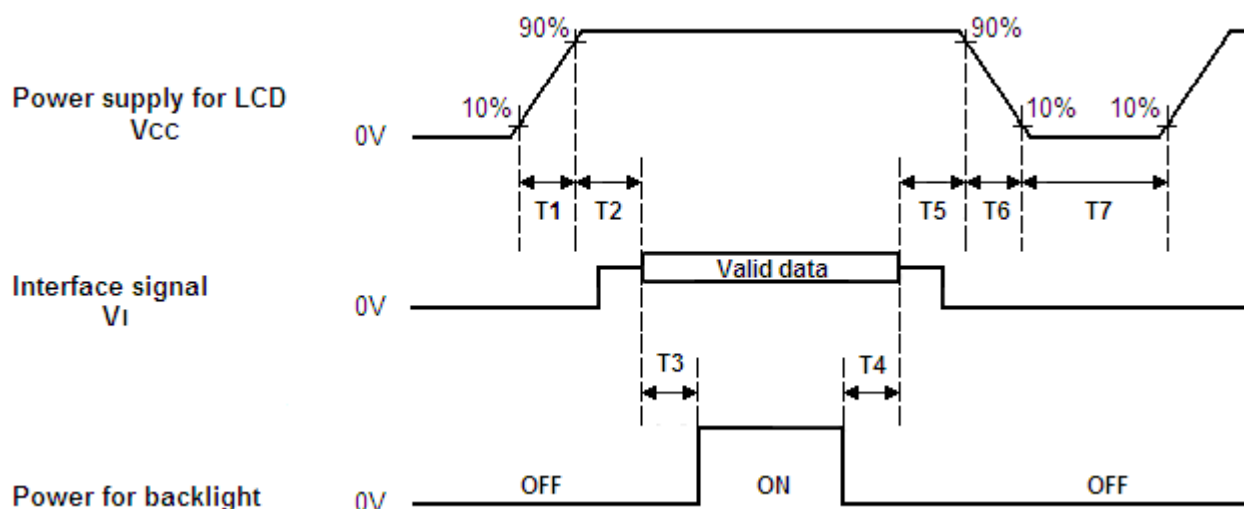 90% 90%
Power supply for LCD
VCC
10% 10% 10%
0V
T1 T2 T5 T6 T7
Valid data
Interface signal
VI
0V
T3 T4
OFF ON OFF
Power for backlight
0V